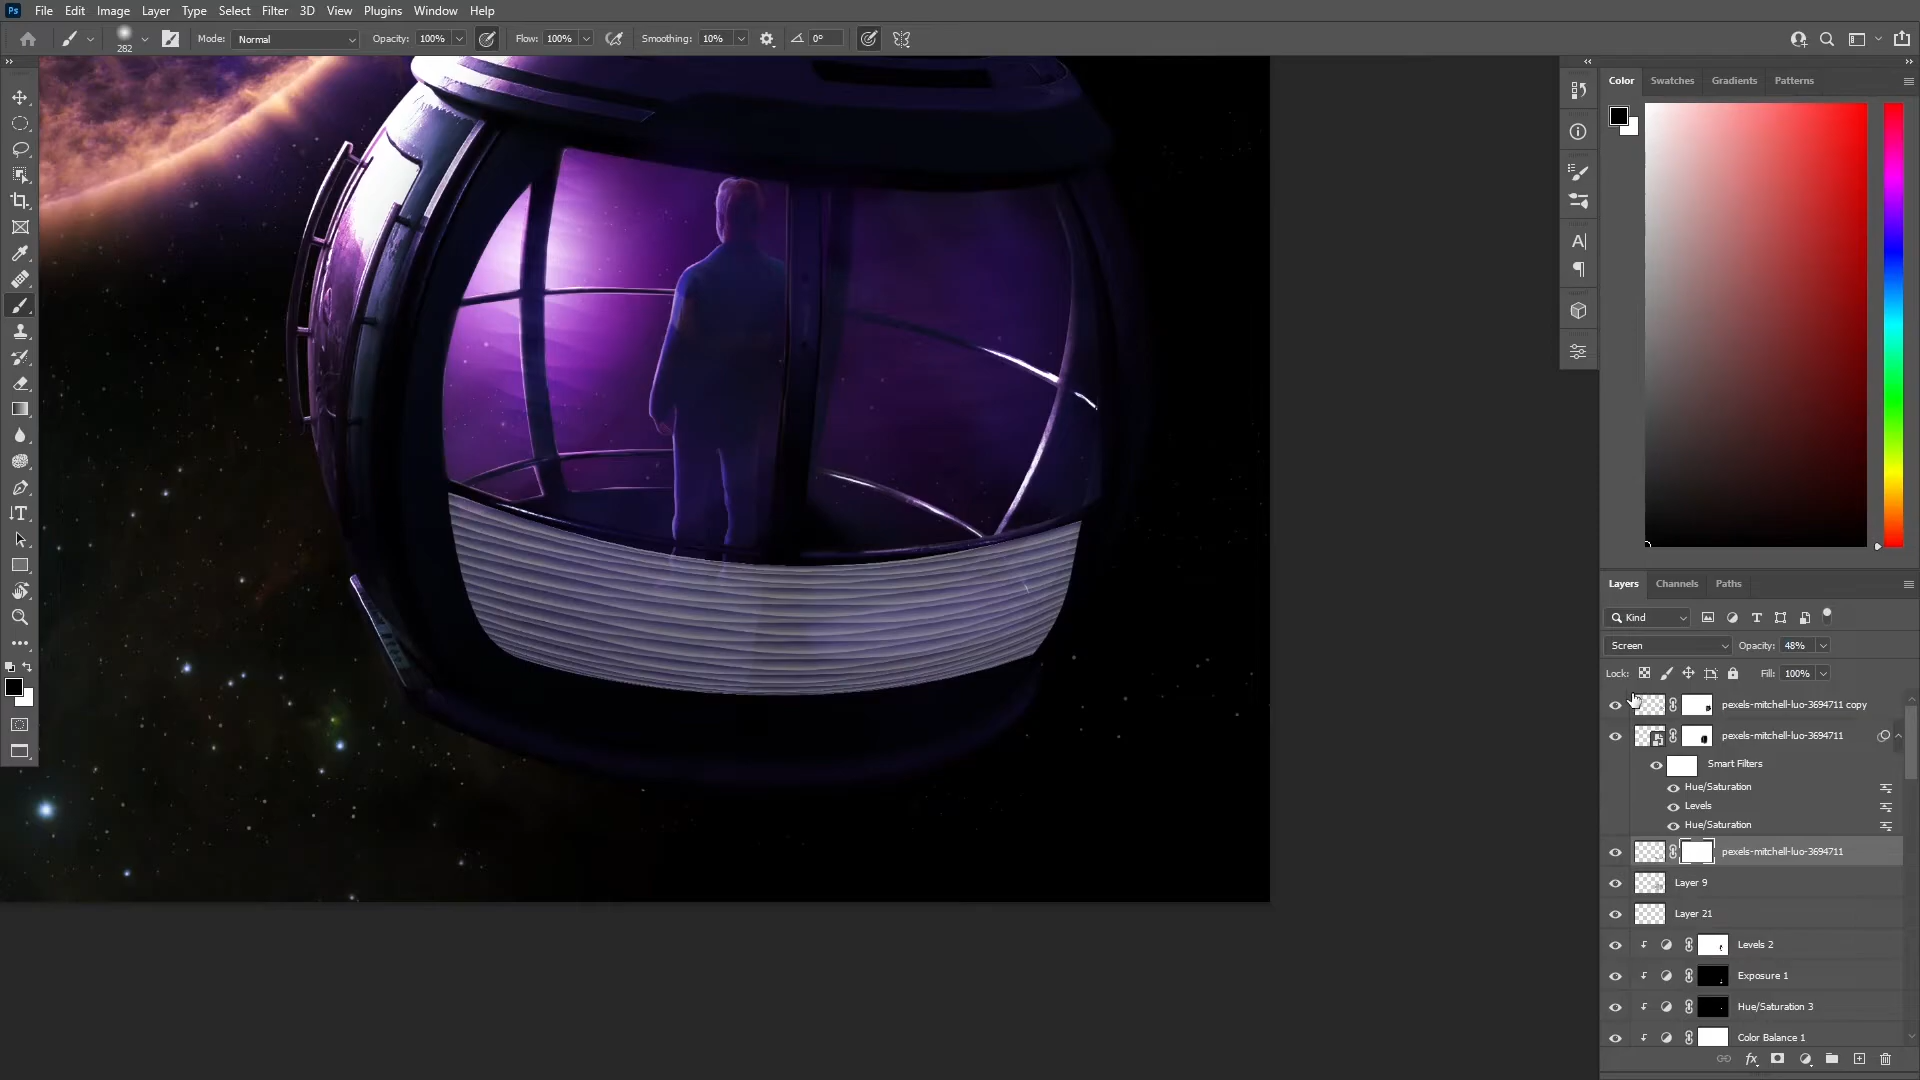 Ps File Edit Image Layer Type Select Filter 3D View Plugins Window Help
282 Mode: Normal Opacity: 100% Flow: 100% Smoothing: 10% 0°
Color Swatches Gradients Patterns
Layers Channels Paths
Kind
Screen Opacity: 48%
Lock: Fill: 100%
pexels-mitchell-luo-3694711 copy
pexels-mitchell-luo-3694711
Smart Filters
Hue/Saturation
Levels
Hue/Saturation
pexels-mitchell-luo-3694711
Layer 9
Layer 21
Levels 2
Exposure 1
Hue/Saturation 3
Color Balance 1